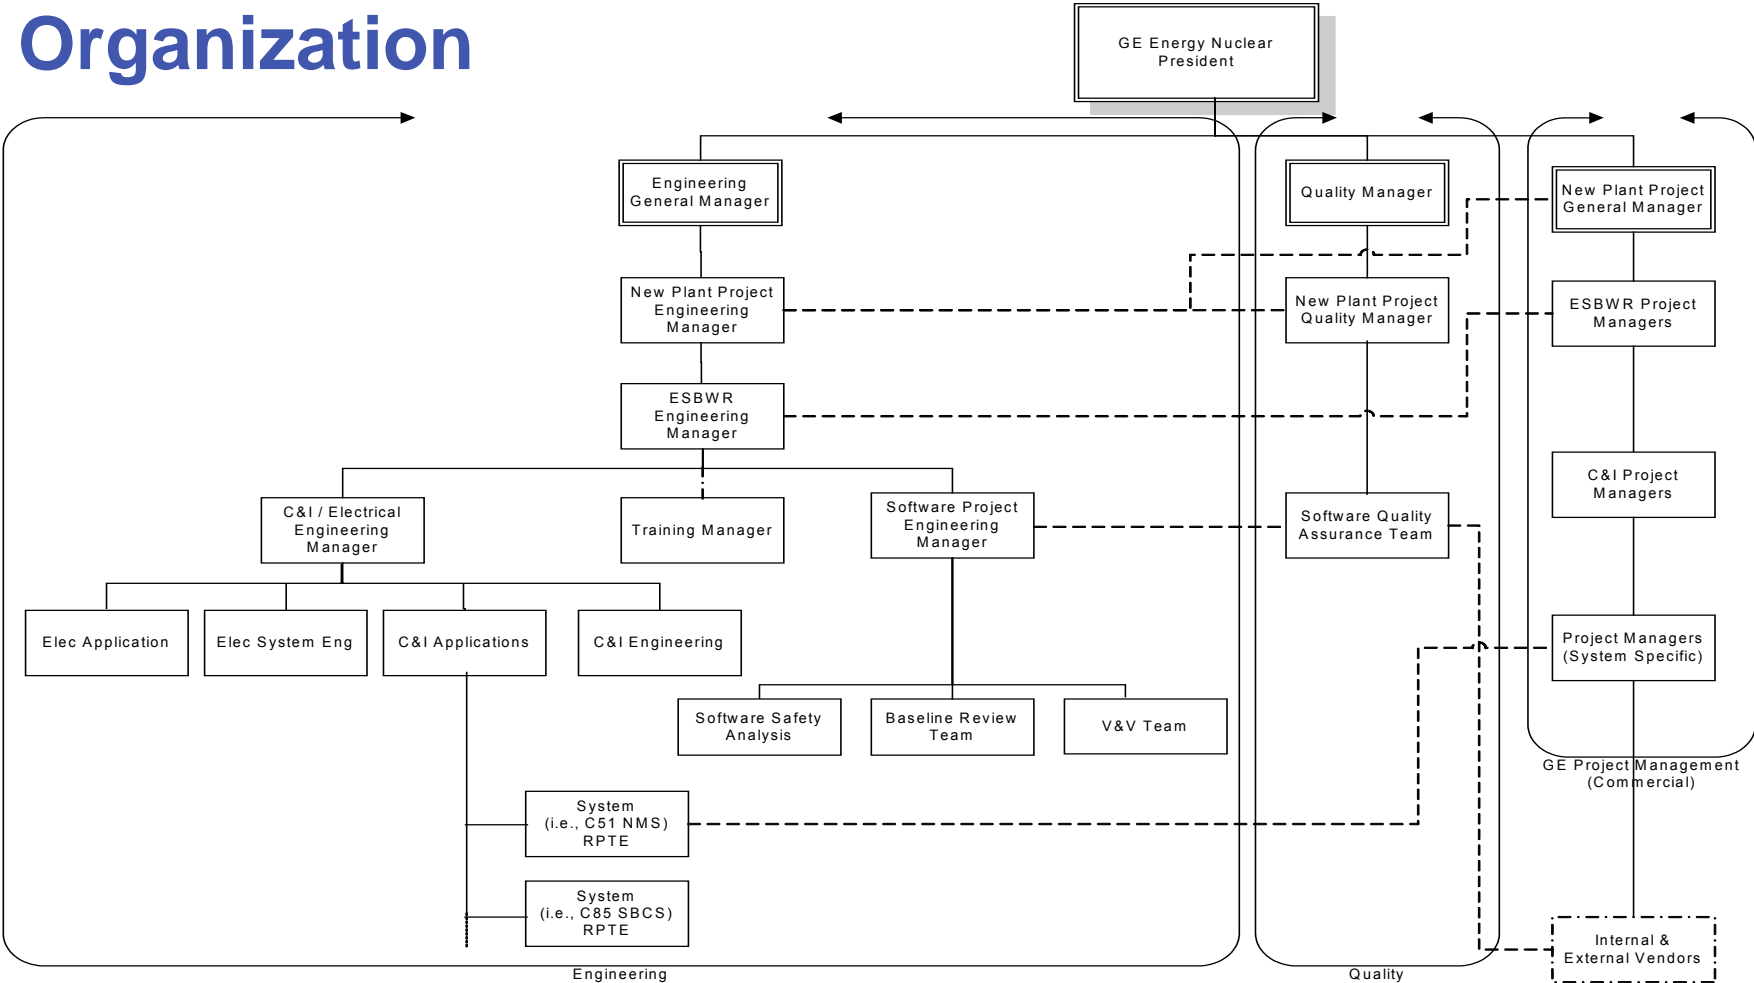 Organization
GE Energy Nuclear
President
Engineering
General Manager
Quality Manager
New Plant Project
General Manager
New Plant Project
Engineering
Manager
New Plant Project
Quality Manager
ESBWR Project
Managers
ESBWR
Engineering
Manager
C&I / Electrical
Engineering
Manager
Training Manager
Software Project
Engineering
Manager
Software Quality
Assurance Team
C&I Project
Managers
Elec Application
Elec System Eng
C&I Applications
C&I Engineering
Project Managers
(System Specific)
Software Safety
Analysis
Baseline Review
Team
V&V Team
GE Project Management
(Commercial)
System
(i.e., C51 NMS)
RPTE
System
(i.e., C85 SBCS)
RPTE
Internal &
External Vendors
Engineering
Quality